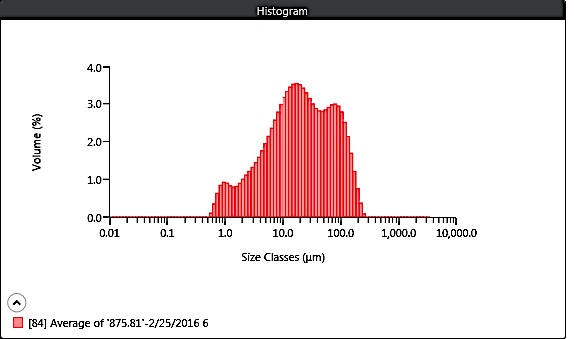 Histogram
4.0
3.0
2.0
1.0
0.0
Volume (%)
0.01 0.1 1.0 10.0 100.0 1,000.0 10,000.0
Size Classes (µm)
[84] Average of '875.81'-2/25/2016 6